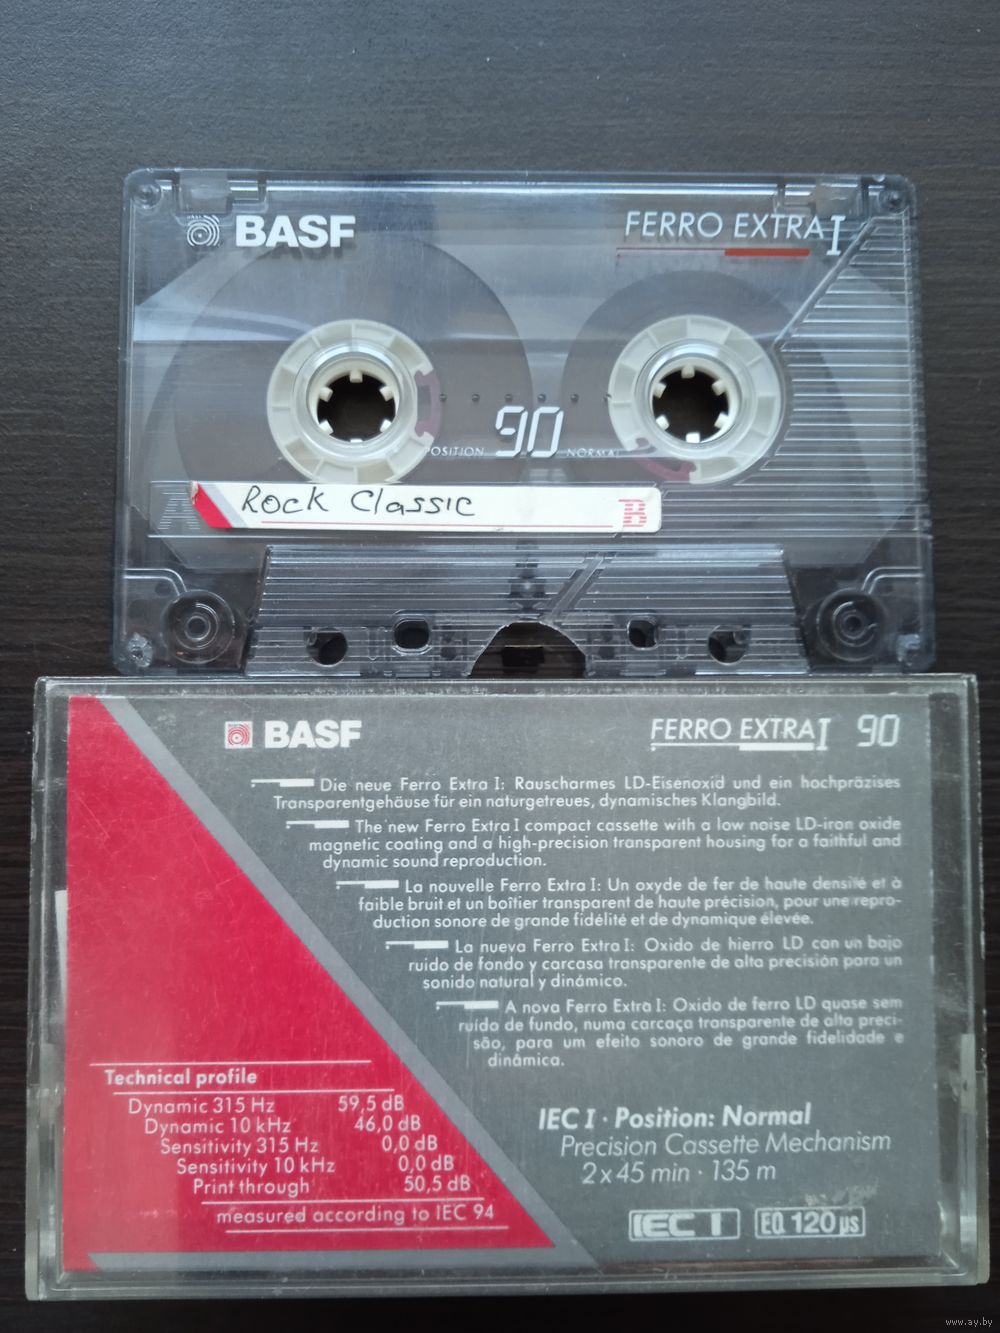 BASF
FERRO EXTRA I
90
POSITION
NORMAL
A
Rock Classic
B
BASF
FERRO EXTRA I 90
Die neue Ferro Extra I: Rauscharmes LD-Eisenoxid und ein hochpräzises
Transparentgehäuse für ein naturgetreues, dynamisches Klangbild.
The new Ferro Extra I compact cassette with a low noise LD-iron oxide
magnetic coating and a high-precision transparent housing for a faithful and
dynamic sound reproduction.
La nouvelle Ferro Extra I: Un oxyde de fer de haute densité et à
faible bruit et un boîtier transparent de haute précision, pour une repro-
duction sonore de grande fidélité et de dynamique élevée.
La nueva Ferro Extra I: Oxido de hierro LD con un bajo
ruido de fondo y carcasa transparente de alta precisión para un
sonido natural y dinámico.
A nova Ferro Extra I: Oxido de ferro LD quase sem
ruído de fundo, numa carcaça transparente de alta preci-
são, para um efeito sonoro de grande fidelidade e
dinâmica.
Technical profile
Dynamic 315 Hz 59,5 dB
Dynamic 10 kHz 46,0 dB
Sensitivity 315 Hz 0,0 dB
Sensitivity 10 kHz 0,0 dB
Print through 50,5 dB
measured according to IEC 94
IEC I · Position: Normal
Precision Cassette Mechanism
2 x 45 min · 135 m
IEC I
EQ 120 µs
www.ay.by